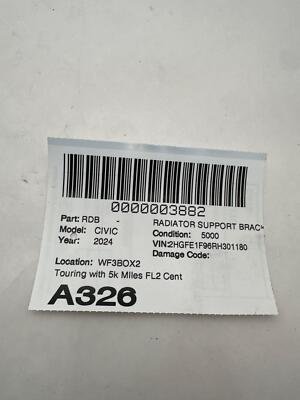 0000003882
Part: RDB - RADIATOR SUPPORT BRAC
Model: CIVIC Condition: 5000
Year: 2024 VIN:2HGFE1F96RH301180
Damage Code:
Location: WF3BOX2
Touring with 5k Miles FL2 Cent
A326